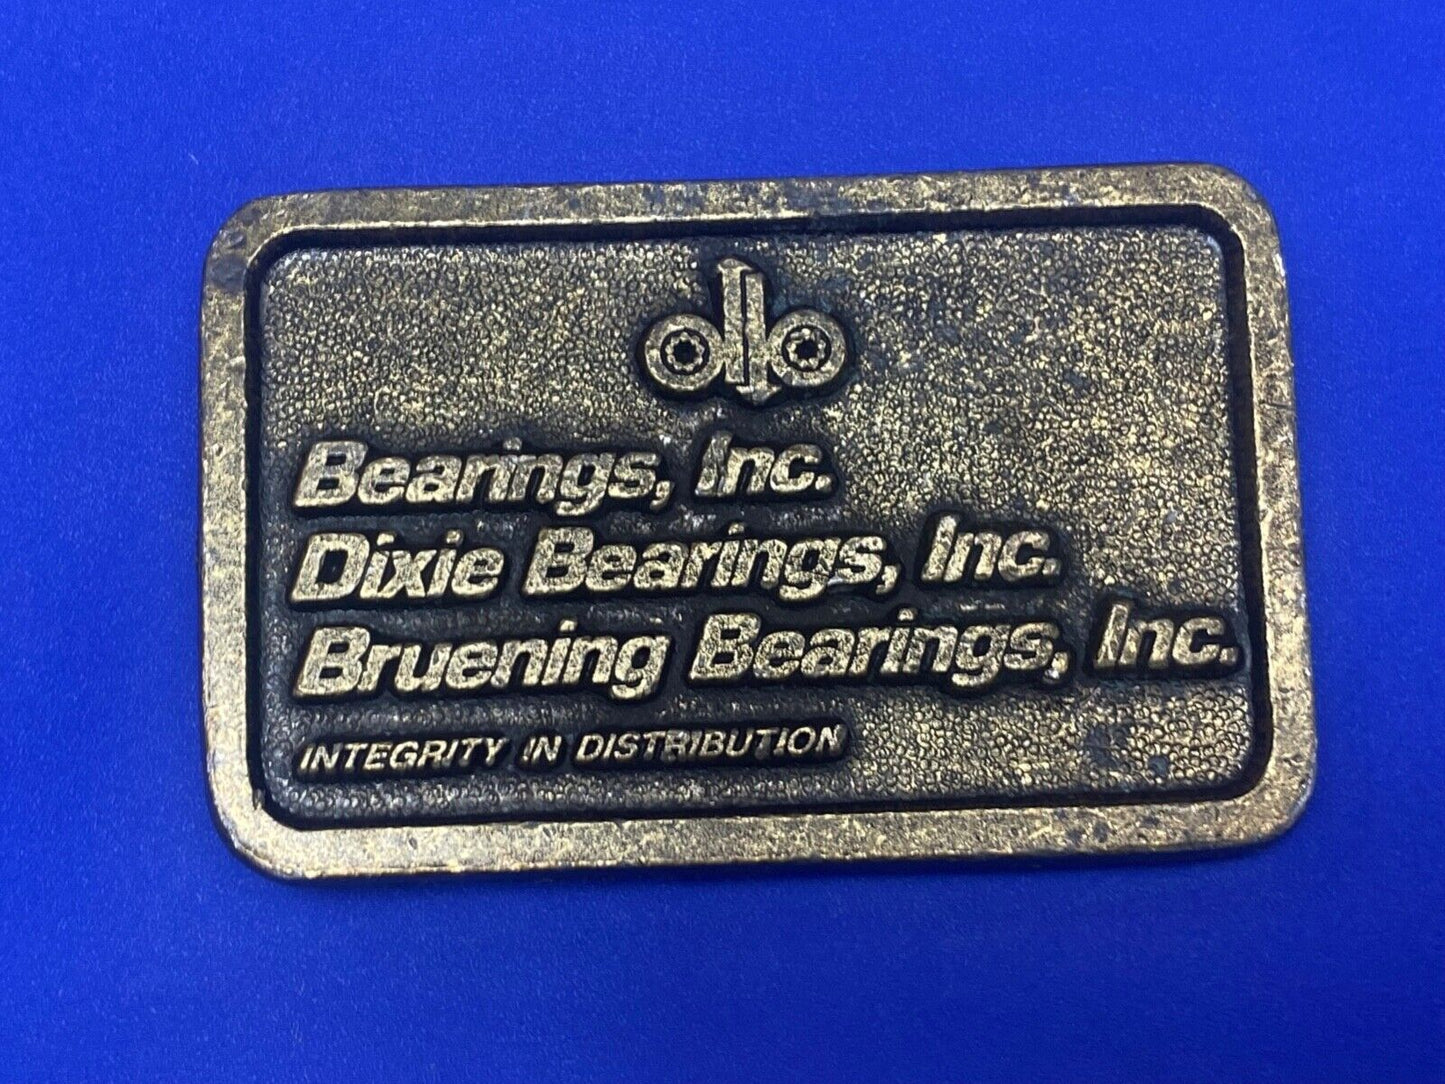 Bearings, Inc.
Dixie Bearings, Inc.
Bruening Bearings, Inc.
INTEGRITY IN DISTRIBUTION